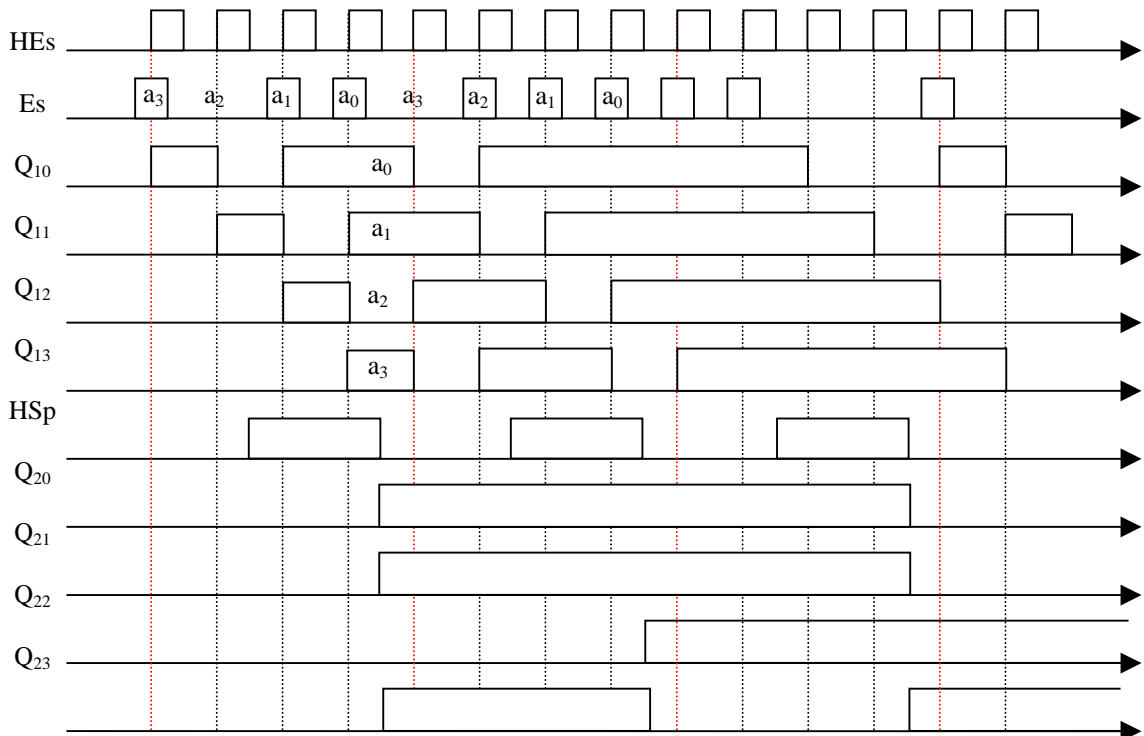 HEs
Es a₃ a₂ a₁ a₀ a₃ a₂ a₁ a₀
Q₁₀ a₀
Q₁₁ a₁
Q₁₂ a₂
Q₁₃ a₃
HSp
Q₂₀
Q₂₁
Q₂₂
Q₂₃